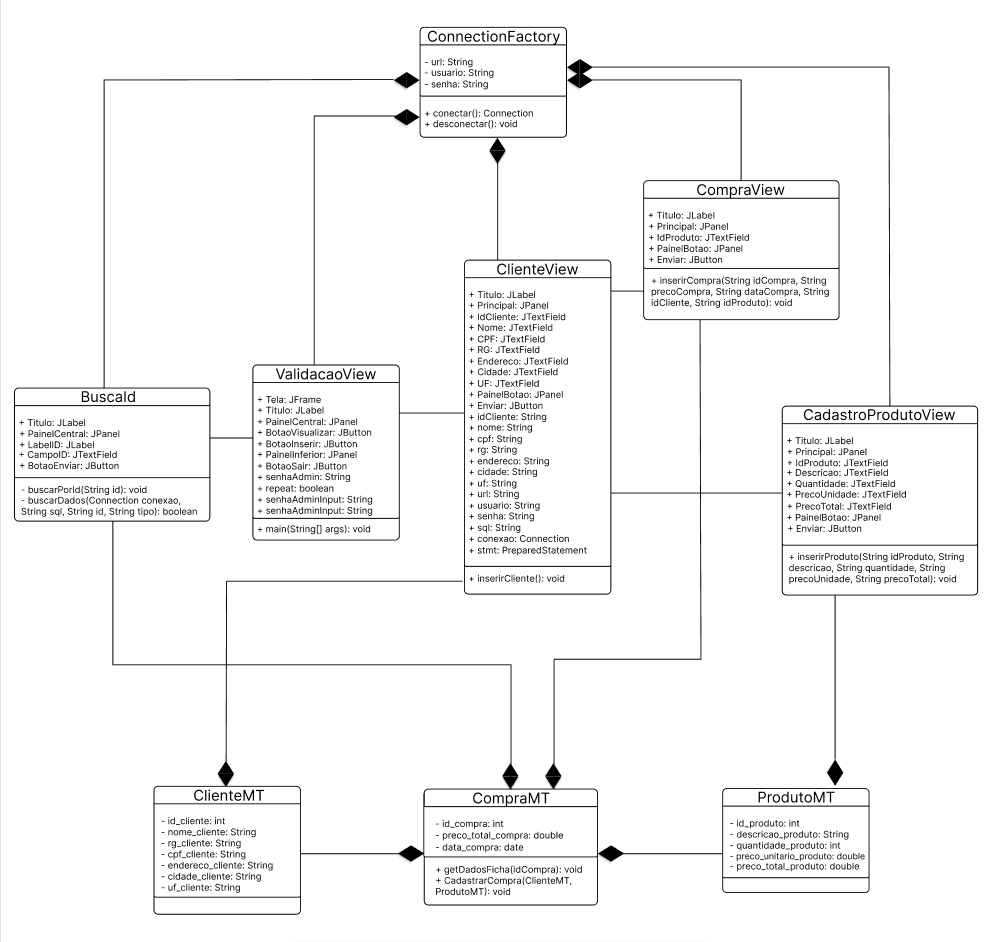 ConnectionFactory
- url: String
- usuario: String
- senha: String
+ conectar(): Connection
+ desconectar(): void
CompraView
+ Titulo: JLabel
+ Principal: JPanel
+ IdProduto: JTextField
+ PainelBotao: JPanel
+ Enviar: JButton
+ inserirCompra(String idCompra, String
precoCompra, String dataCompra, String
idCliente, String idProduto): void
ClienteView
+ Titulo: JLabel
+ Principal: JPanel
+ IdCliente: JTextField
+ Nome: JTextField
+ CPF: JTextField
+ RG: JTextField
+ Endereco: JTextField
+ Cidade: JTextField
+ UF: JTextField
+ PainelBotao: JPanel
+ Enviar: JButton
+ idCliente: String
+ nome: String
+ cpf: String
+ rg: String
+ endereco: String
+ cidade: String
+ uf: String
+ url: String
+ usuario: String
+ senha: String
+ sql: String
+ conexao: Connection
+ stmt: PreparedStatement
+ inserirCliente(): void
ValidacaoView
+ Tela: JFrame
+ Titulo: JLabel
+ PainelCentral: JPanel
+ BotaoVisualizar: JButton
+ BotaoInserir: JButton
+ PainelInferior: JPanel
+ BotaoSair: JButton
+ senhaAdmin: String
+ repeat: boolean
+ senhaAdminInput: String
+ senhaAdminInput: String
+ main(String[] args): void
BuscaId
+ Titulo: JLabel
+ PainelCentral: JPanel
+ LabelID: JLabel
+ CampoID: JTextField
+ BotaoEnviar: JButton
- buscarPorId(String id): void
- buscarDados(Connection conexao,
String sql, String id, String tipo): boolean
CadastroProdutoView
+ Titulo: JLabel
+ Principal: JPanel
+ IdProduto: JTextField
+ Descricao: JTextField
+ Quantidade: JTextField
+ PrecoUnidade: JTextField
+ PrecoTotal: JTextField
+ PainelBotao: JPanel
+ Enviar: JButton
+ inserirProduto(String idProduto, String
descricao, String quantidade, String
precoUnidade, String precoTotal): void
ClienteMT
- id_cliente: int
- nome_cliente: String
- rg_cliente: String
- cpf_cliente: String
- endereco_cliente: String
- cidade_cliente: String
- uf_cliente: String
CompraMT
- id_compra: int
- preco_total_compra: double
- data_compra: date
+ getDadosFicha(idCompra): void
+ CadastrarCompra(ClienteMT,
ProdutoMT): void
ProdutoMT
- id_produto: int
- descricao_produto: String
- quantidade_produto: int
- preco_unitario_produto: double
- preco_total_produto: double